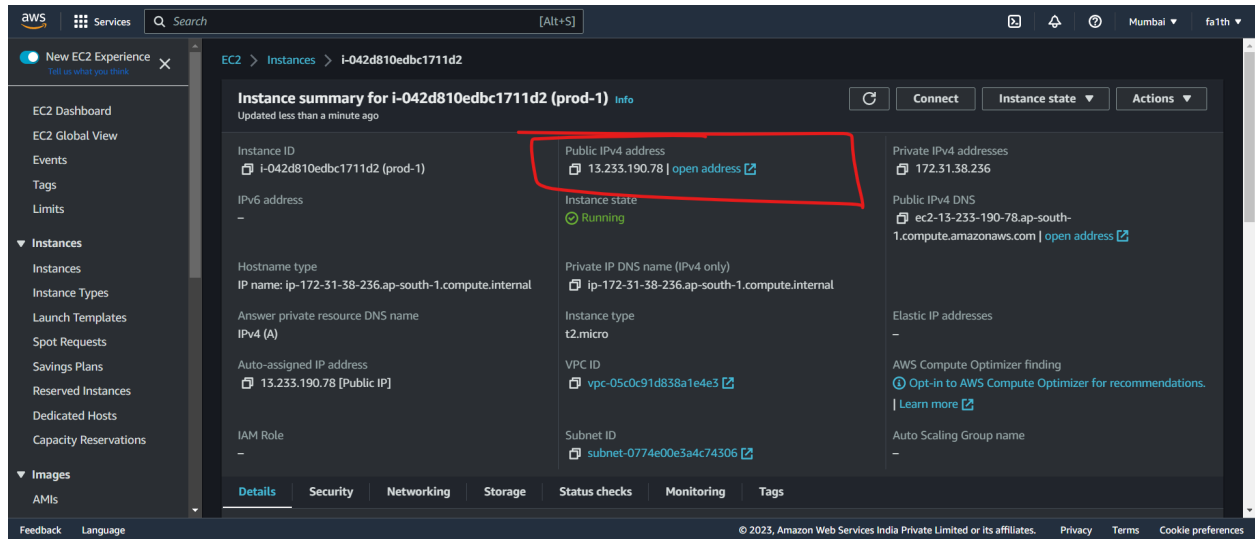 aws Services Search [Alt+S] Mumbai ▼ fa1th ▼
New EC2 Experience
Tell us what you think
EC2 Dashboard
EC2 Global View
Events
Tags
Limits
▼ Instances
Instances
Instance Types
Launch Templates
Spot Requests
Savings Plans
Reserved Instances
Dedicated Hosts
Capacity Reservations
▼ Images
AMIs
EC2 > Instances > i-042d810edbc1711d2
Instance summary for i-042d810edbc1711d2 (prod-1) Info
Updated less than a minute ago
Connect Instance state ▼ Actions ▼
Instance ID
i-042d810edbc1711d2 (prod-1)
Public IPv4 address
13.233.190.78 | open address
Private IPv4 addresses
172.31.38.236
IPv6 address
–
Instance state
Running
Public IPv4 DNS
ec2-13-233-190-78.ap-south-
1.compute.amazonaws.com | open address
Hostname type
IP name: ip-172-31-38-236.ap-south-1.compute.internal
Private IP DNS name (IPv4 only)
ip-172-31-38-236.ap-south-1.compute.internal
Answer private resource DNS name
IPv4 (A)
Instance type
t2.micro
Elastic IP addresses
–
Auto-assigned IP address
13.233.190.78 [Public IP]
VPC ID
vpc-05c0c91d838a1e4e3
AWS Compute Optimizer finding
Opt-in to AWS Compute Optimizer for recommendations.
| Learn more
IAM Role
–
Subnet ID
subnet-0774e00e3a4c74306
Auto Scaling Group name
–
Details Security Networking Storage Status checks Monitoring Tags
Feedback Language © 2023, Amazon Web Services India Private Limited or its affiliates. Privacy Terms Cookie preferences